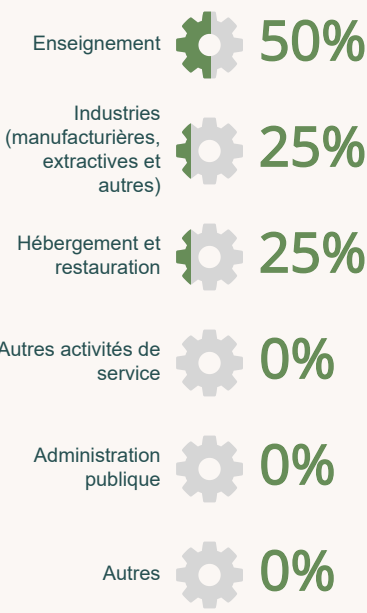 Enseignement 50%
Industries
(manufacturières,
extractives et
autres)
25%
Hébergement et
restauration
25%
Autres activités de
service
0%
Administration
publique
0%
Autres 0%